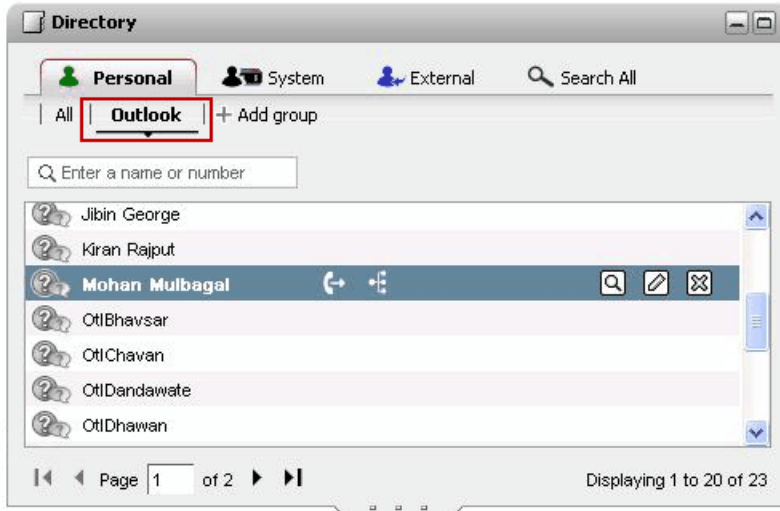 Directory
Personal System External Search All
All Outlook Add group
Enter a name or number
Jibin George
Kiran Rajput
Mohan Mulbagal
OtlBhavsar
OtlChavan
OtlDandawate
OtlDhawan
Page 1 of 2 Displaying 1 to 20 of 23